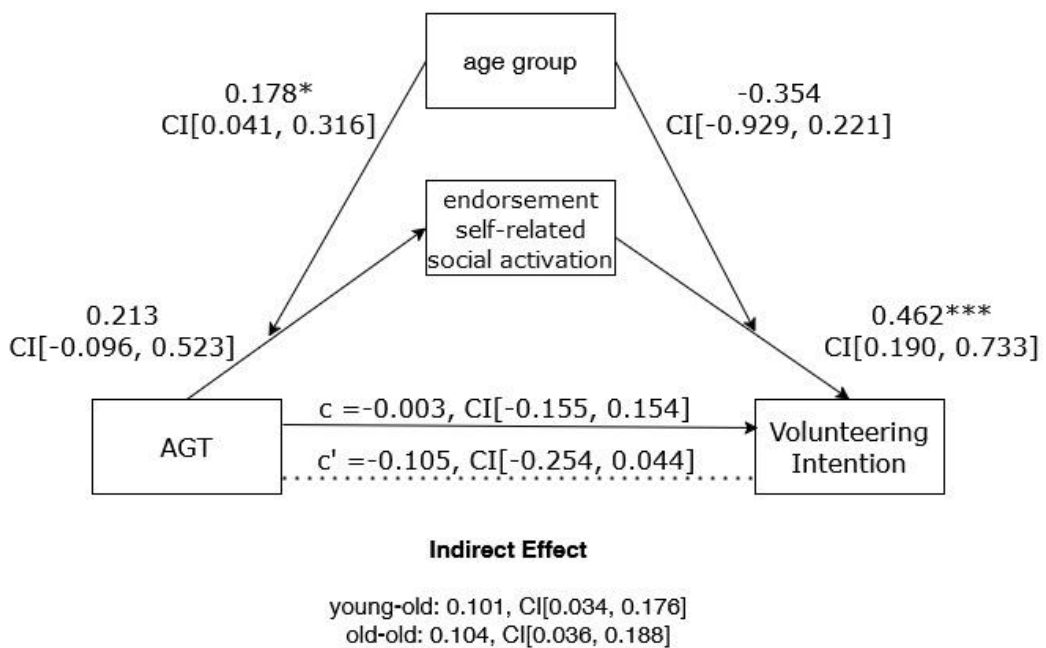 age group
0.178*
CI[0.041, 0.316]
-0.354
CI[-0.929, 0.221]
endorsement
self-related
social activation
0.213
CI[-0.096, 0.523]
0.462***
CI[0.190, 0.733]
AGT
c =-0.003, CI[-0.155, 0.154]
c' =-0.105, CI[-0.254, 0.044]
Volunteering
Intention
Indirect Effect
young-old: 0.101, CI[0.034, 0.176]
old-old: 0.104, CI[0.036, 0.188]